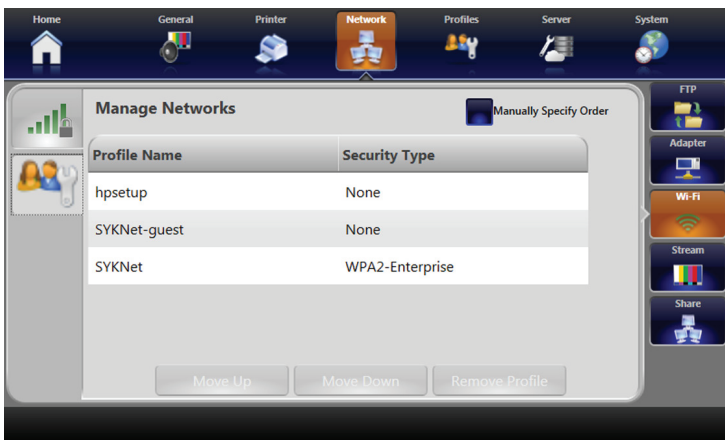 Home General Printer Network Profiles Server System
Manage Networks
Manually Specify Order
Profile Name Security Type
hpsetup None
SYKNet-guest None
SYKNet WPA2-Enterprise
Move Up Move Down Remove Profile
FTP
Adapter
Wi-Fi
Stream
Share